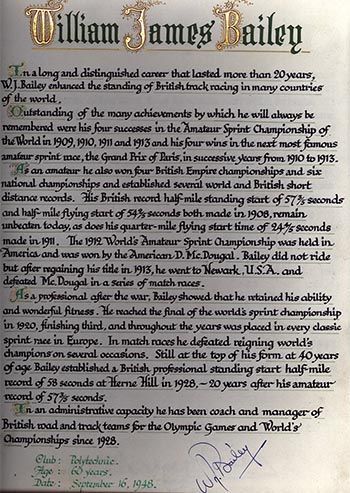 William James Bailey
In a long and distinguished career that lasted more than 20 years,
W.J. Bailey enhanced the standing of British track racing in many countries
of the world.
Outstanding of the many achievements by which he will always be
remembered were his four successes in the Amateur Sprint Championship of
the World in 1909, 1910, 1911 and 1913 and his four wins in the next most famous
amateur sprint race, the Grand Prix of Paris, in successive years from 1910 to 1913.
As an amateur he also won four British Empire championships and six
national championships and established several world and British short
distance records. His British record half-mile standing start of 57⅗ seconds
and half-mile flying start of 54⅗ seconds both made in 1908, remain
unbeaten today, as does his quarter-mile flying start time of 24⅘ seconds
made in 1911. The 1912 World's Amateur Sprint Championship was held in
America and was won by the American D. Mc. Dougal. Bailey did not ride
but after regaining his title in 1913, he went to Newark, U.S.A., and
defeated Mc. Dougal in a series of match races.
As a professional after the war, Bailey showed that he retained his ability
and wonderful fitness. He reached the final of the world's sprint championship
in 1920, finishing third, and throughout the years was placed in every classic
sprint race in Europe. In match races he defeated reigning world's
champions on several occasions. Still at the top of his form at 40 years
of age Bailey established a British professional standing start half-mile
record of 58 seconds at Herne Hill in 1928, – 20 years after his amateur
record of 57⅗ seconds.
In an administrative capacity he has been coach and manager of
British road and track teams for the Olympic Games and World's
Championships since 1928.
Club : Polytechnic.
Age : 60 years.
Date : September 16, 1948.
W.J. Bailey